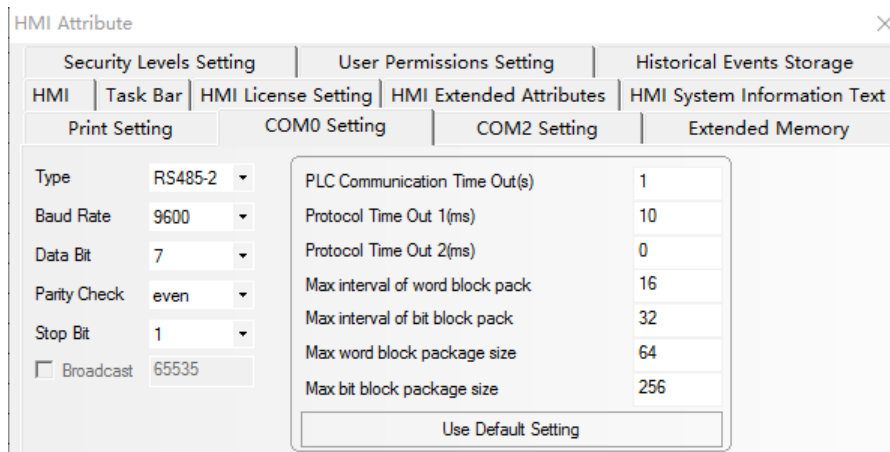 HMI Attribute
Security Levels Setting User Permissions Setting Historical Events Storage
HMI Task Bar HMI License Setting HMI Extended Attributes HMI System Information Text
Print Setting COM0 Setting COM2 Setting Extended Memory
Type RS485-2 PLC Communication Time Out(s) 1
Baud Rate 9600 Protocol Time Out 1(ms) 10
Data Bit 7 Protocol Time Out 2(ms) 0
Parity Check even Max interval of word block pack 16
Stop Bit 1 Max interval of bit block pack 32
Broadcast 65535 Max word block package size 64
Max bit block package size 256
Use Default Setting